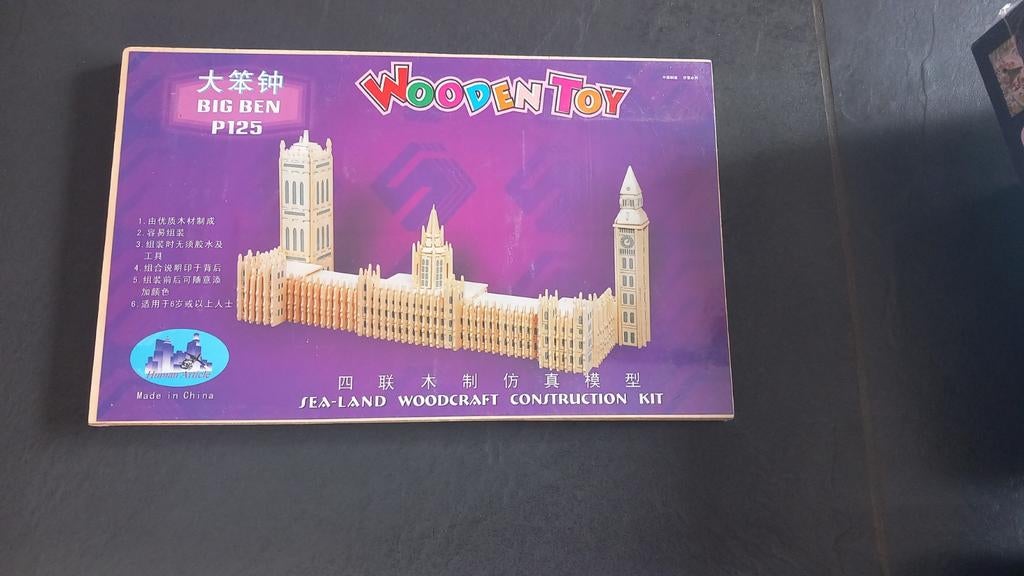 大笨钟
BIG BEN
P125
WOODEN TOY
1.由优质木材制成
2.容易组装
3.组装时无须胶水及
工具
4.组合说明印于背后
5.组装前后可随意添
加颜色
6.适用于6岁或以上人士
Human Article
Made in China
四联木制仿真模型
SEA-LAND WOODCRAFT CONSTRUCTION KIT